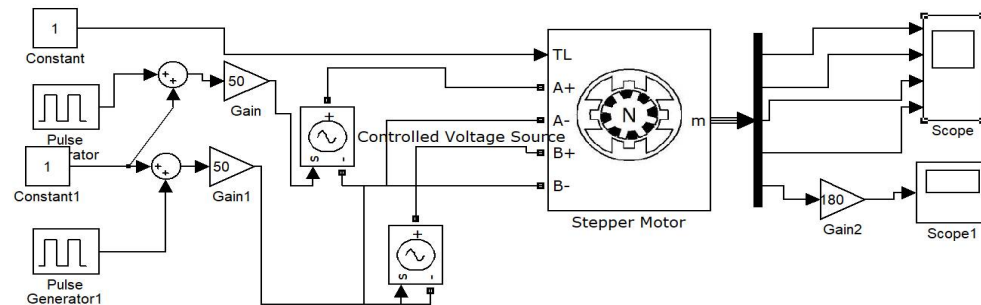 1
Constant
Pulse
rator
1
Constant1
Pulse
Generator1
+
+
50
Gain
+
+
50
Gain1
+
s
-
Controlled Voltage Source
+
s
-
TL
A+
A-
B+
B-
N
m
Stepper Motor
Scope
180
Gain2
Scope1